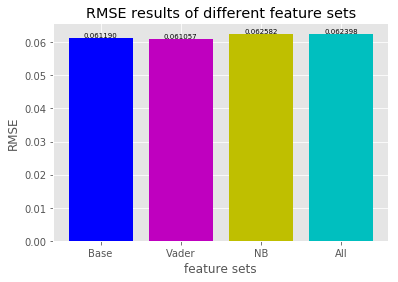 RMSE results of different feature sets
0.061190
0.061057
0.062582
0.062398
0.06
0.05
0.04
0.03
0.02
0.01
0.00
RMSE
Base
Vader
NB
All
feature sets